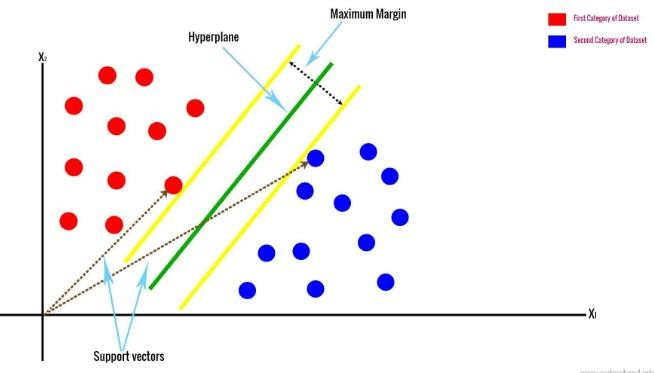 Maximum Margin
First Category of Dataset
Hyperplane
Second Category of Dataset
X₂
X₁
Support vectors